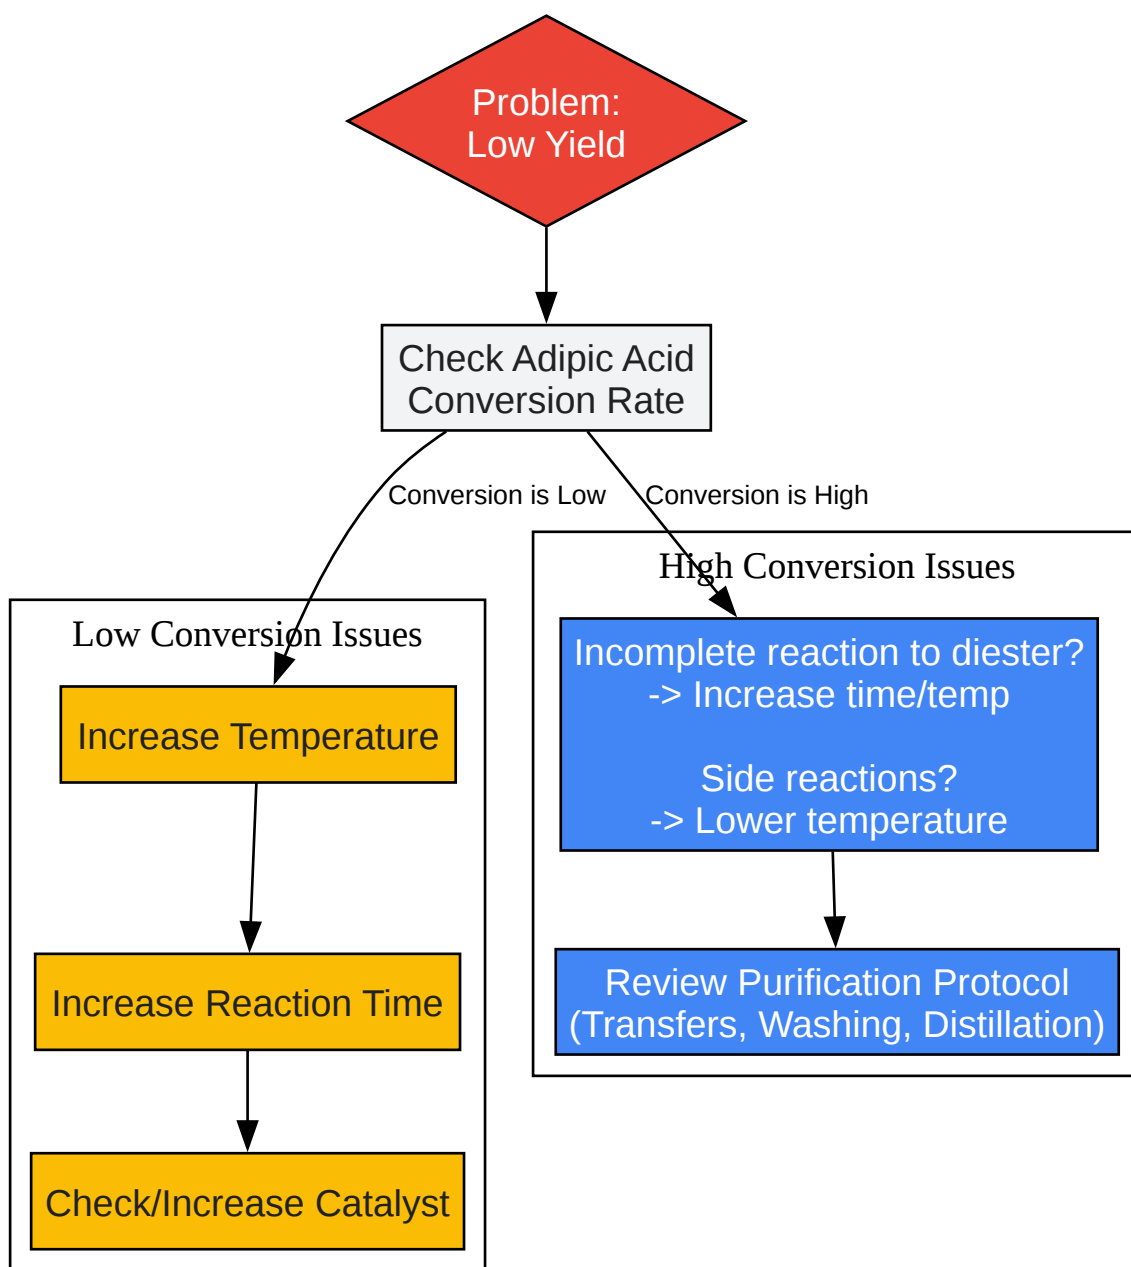 Problem:
Low Yield
Check Adipic Acid
Conversion Rate
Conversion is Low
Conversion is High
High Conversion Issues
Low Conversion Issues
Incomplete reaction to diester?
-> Increase time/temp
Side reactions?
-> Lower temperature
Increase Temperature
Review Purification Protocol
(Transfers, Washing, Distillation)
Increase Reaction Time
Check/Increase Catalyst